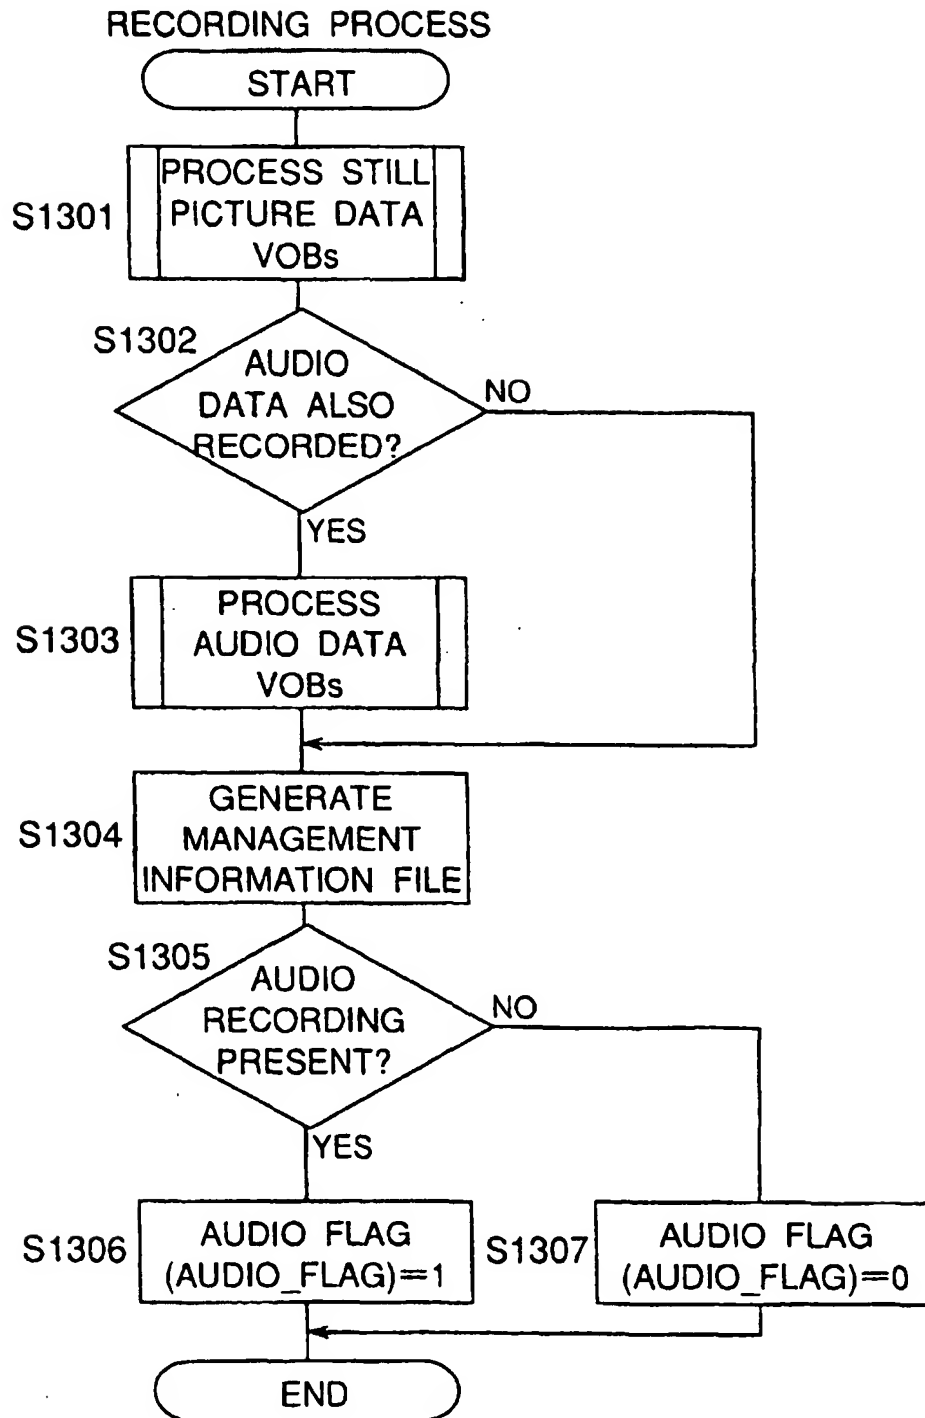 RECORDING PROCESS
START
S1301
PROCESS STILL
PICTURE DATA
VOBs
S1302
AUDIO
DATA ALSO
RECORDED?
NO
YES
S1303
PROCESS
AUDIO DATA
VOBs
S1304
GENERATE
MANAGEMENT
INFORMATION FILE
S1305
AUDIO
RECORDING
PRESENT?
NO
YES
S1306
AUDIO FLAG
(AUDIO_FLAG)=1
S1307
AUDIO FLAG
(AUDIO_FLAG)=0
END